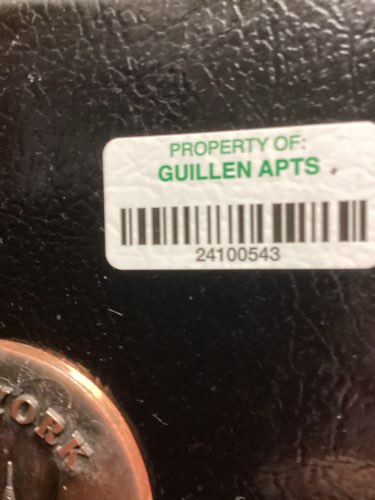 PROPERTY OF:
GUILLEN APTS
24100543
YORK